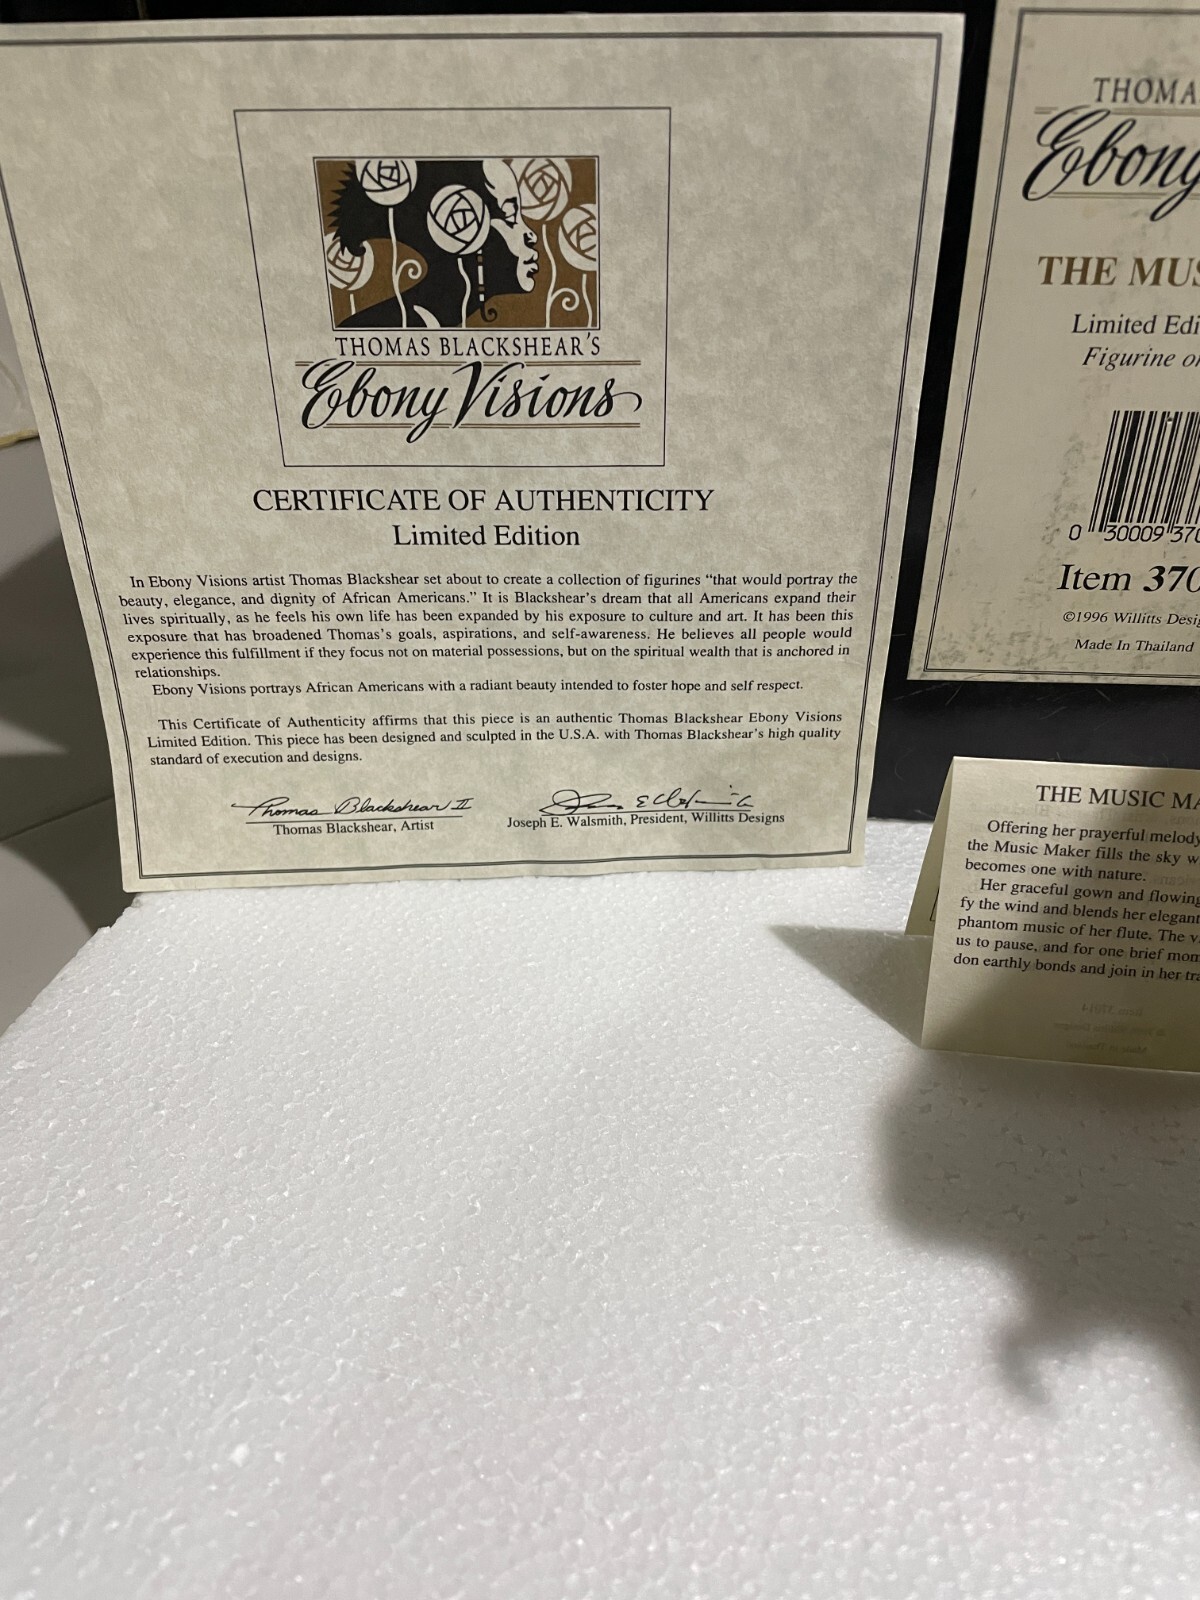 THOMAS BLACKSHEAR'S
Ebony Visions
CERTIFICATE OF AUTHENTICITY
Limited Edition
In Ebony Visions artist Thomas Blackshear set about to create a collection of figurines “that would portray the
beauty, elegance, and dignity of African Americans.” It is Blackshear's dream that all Americans expand their
lives spiritually, as he feels his own life has been expanded by his exposure to culture and art. It has been this
exposure that has broadened Thomas's goals, aspirations, and self-awareness. He believes all people would
experience this fulfillment if they focus not on material possessions, but on the spiritual wealth that is anchored in
relationships.
Ebony Visions portrays African Americans with a radiant beauty intended to foster hope and self respect.
This Certificate of Authenticity affirms that this piece is an authentic Thomas Blackshear Ebony Visions
Limited Edition. This piece has been designed and sculpted in the U.S.A. with Thomas Blackshear's high quality
standard of execution and designs.
Thomas Blackshear II
Thomas Blackshear, Artist
Joseph E. Walsmith, President, Willitts Designs
THOMA
Ebony
THE MUS
Limited Edi
Figurine
0 30009 370
Item 370
©1996 Willitts Desig
Made In Thailand
THE MUSIC MA
Offering her prayerful melody
the Music Maker fills the sky w
becomes one with nature.
Her graceful gown and flowing
fy the wind and blends her elegant
phantom music of her flute. The v
us to pause, and for one brief mom
don earthly bonds and join in her tra